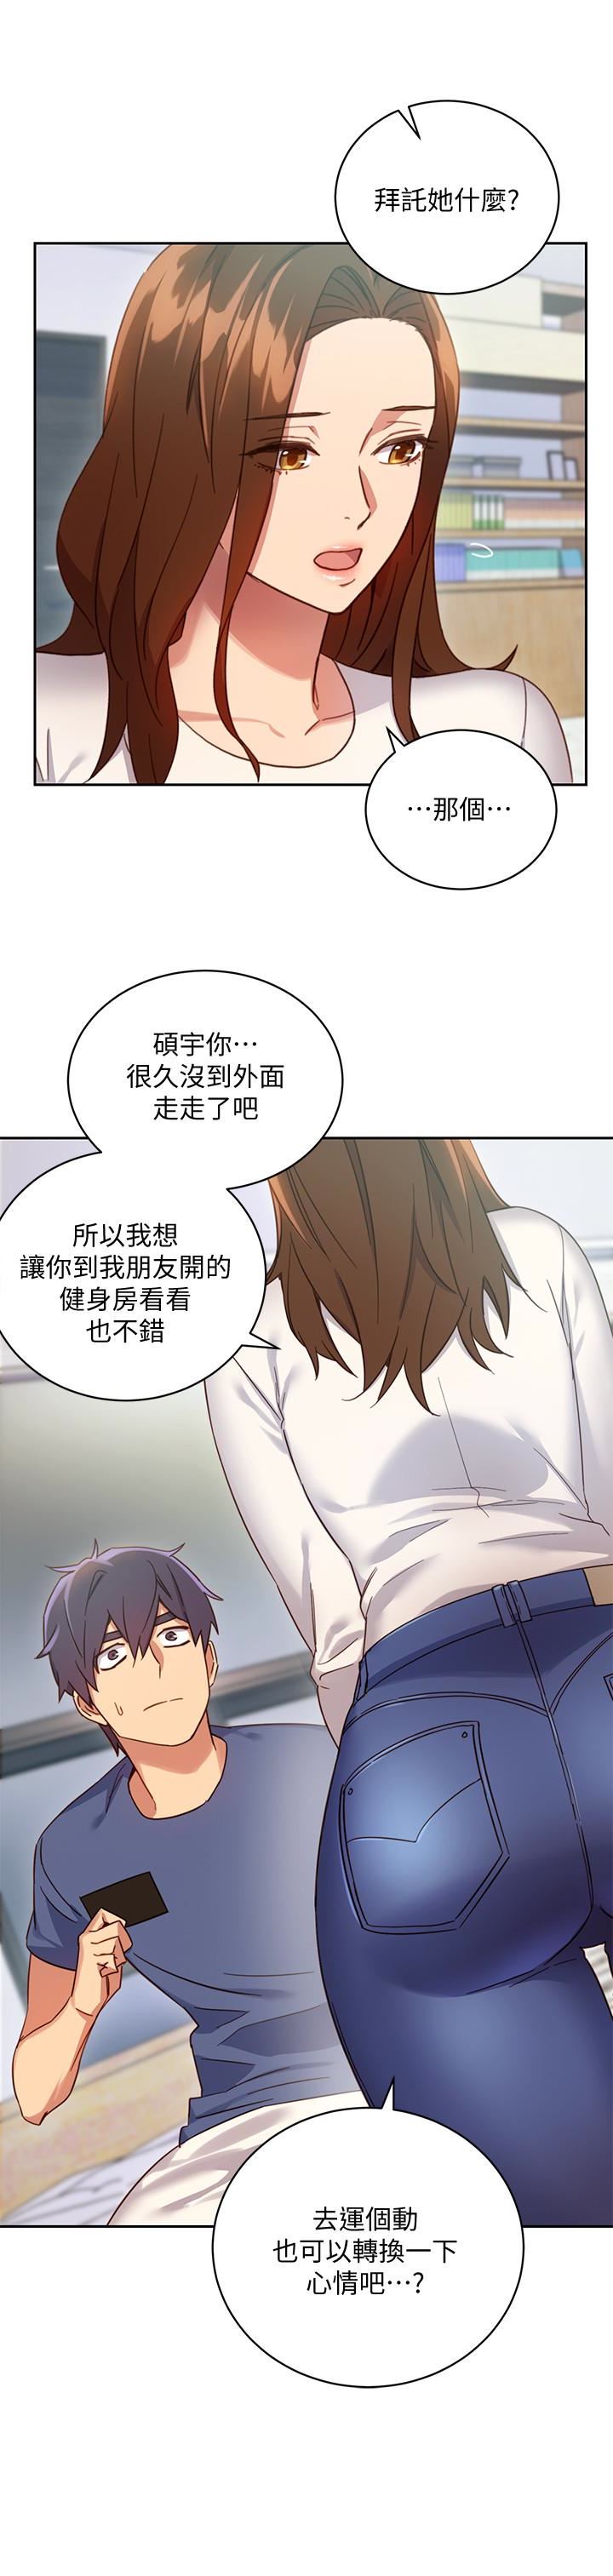 拜託她什麼?
⋯那個⋯
碩宇你⋯
很久沒到外面
走走了吧
所以我想
讓你到我朋友開的
健身房看看
也不錯
去運個動
也可以轉換一下
心情吧⋯?